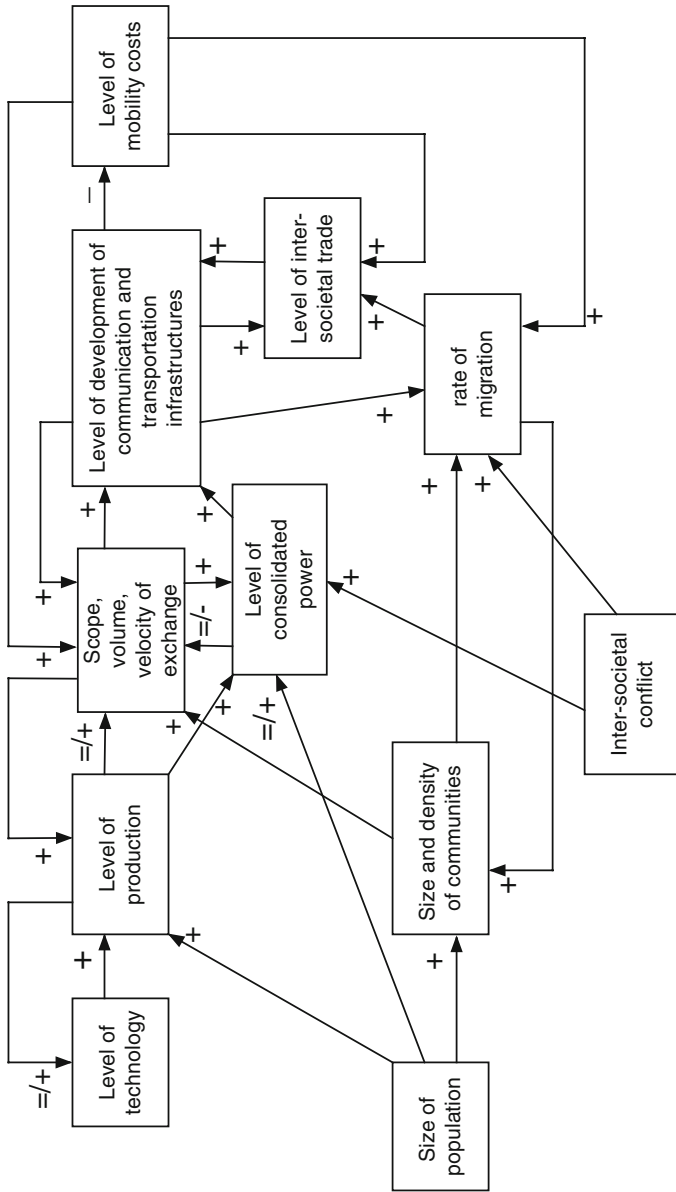 Level of
mobility costs
+
+
+
−
Level of development of
communication and
transportation
infrastructures
+
+
Level of inter-
societal trade
+
+
+
rate of
migration
+
+
+
Scope,
volume,
velocity of
exchange
+
+
+
=/-
+
Level of
consolidated
power
+
+
=/+
=/+
+
+
Level of
production
+
+
+
=/+
Level of
technology
Size and density
of communities
+
+
Inter-societal
conflict
Size of
population